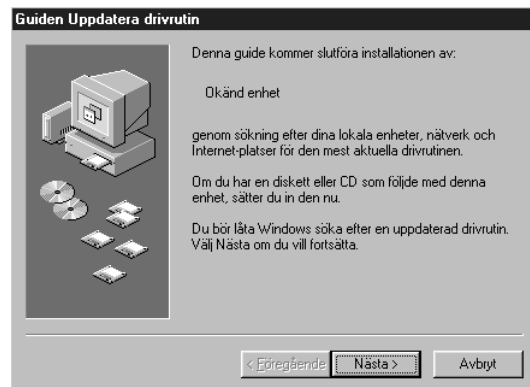 Guiden Uppdatera drivrutin
Denna guide kommer slutföra installationen av:
Okänd enhet
genom sökning efter dina lokala enheter, nätverk och
Internet-platser för den mest aktuella drivrutinen.
Om du har en diskett eller CD som följde med denna
enhet, sätter du in den nu.
Du bör låta Windows söka efter en uppdaterad drivrutin.
Välj Nästa om du vill fortsätta.
< Föregående
Nästa >
Avbryt